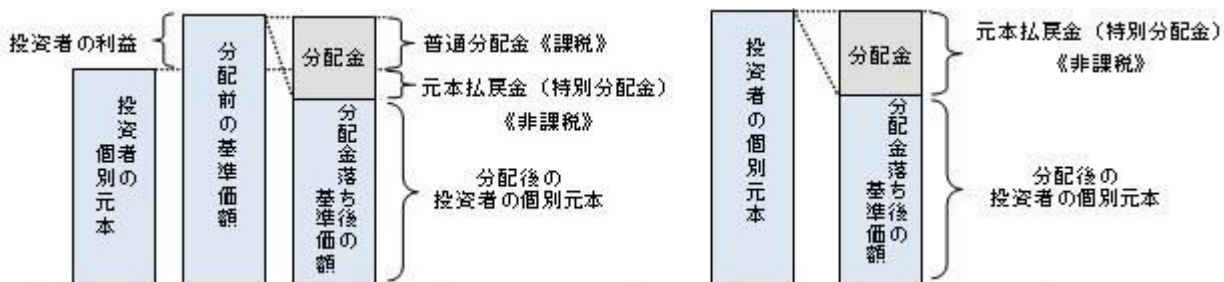 投資者の利益
投資者の
個別元本
分配前の基準価額
分配金
分配金落ち後の
基準価額
普通分配金《課税》
元本払戻金（特別分配金）
《非課税》
分配後の
投資者の個別元本
投資者の個別元本
分配金
分配金落ち後の
基準価額
元本払戻金（特別分配金）
《非課税》
分配後の
投資者の個別元本